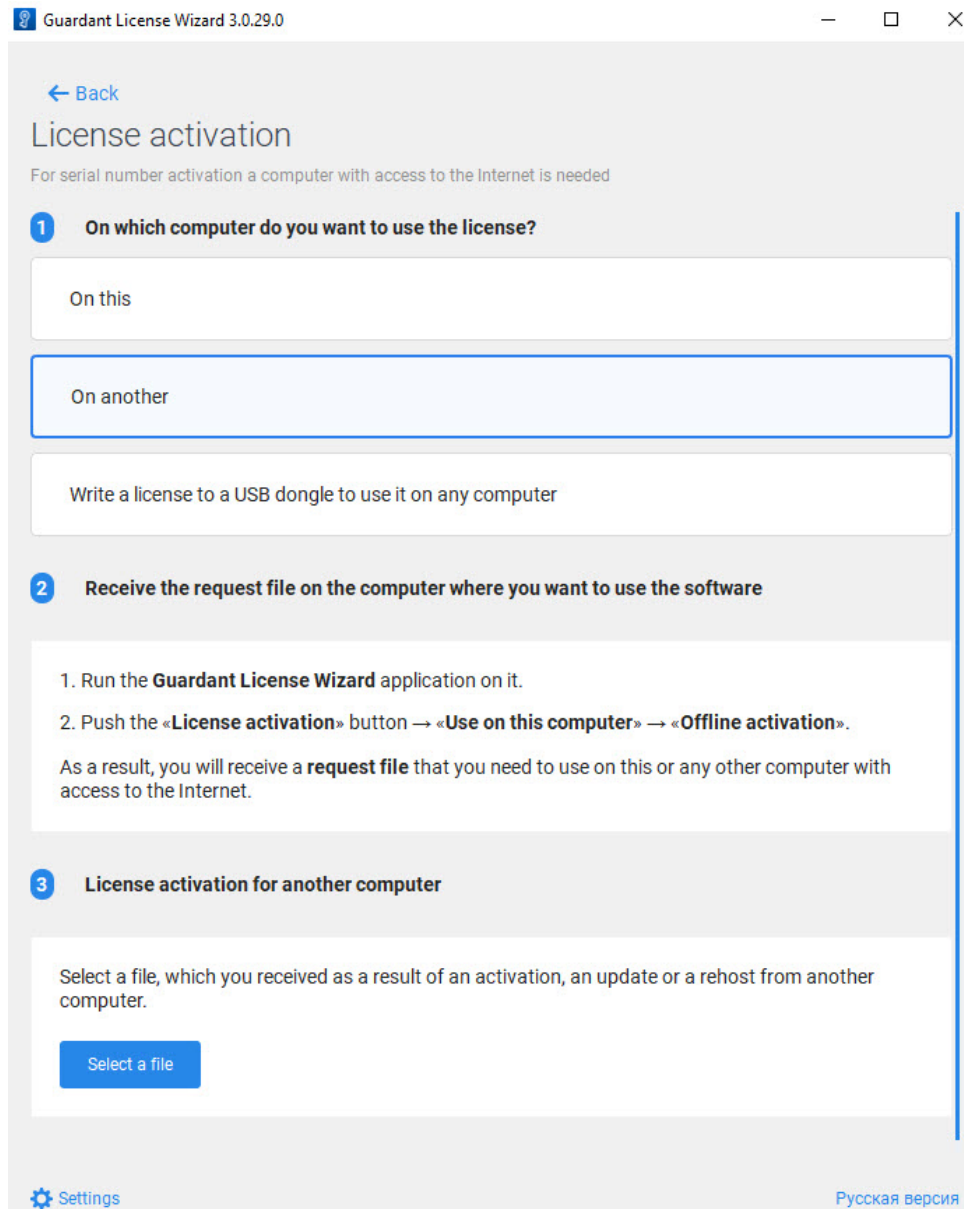 Guardant License Wizard 3.0.29.0
← Back
License activation
For serial number activation a computer with access to the Internet is needed
1 On which computer do you want to use the license?
On this
On another
Write a license to a USB dongle to use it on any computer
2 Receive the request file on the computer where you want to use the software
1. Run the Guardant License Wizard application on it.
2. Push the «License activation» button → «Use on this computer» → «Offline activation».
As a result, you will receive a request file that you need to use on this or any other computer with
access to the Internet.
3 License activation for another computer
Select a file, which you received as a result of an activation, an update or a rehost from another
computer.
Select a file
Settings
Русская версия